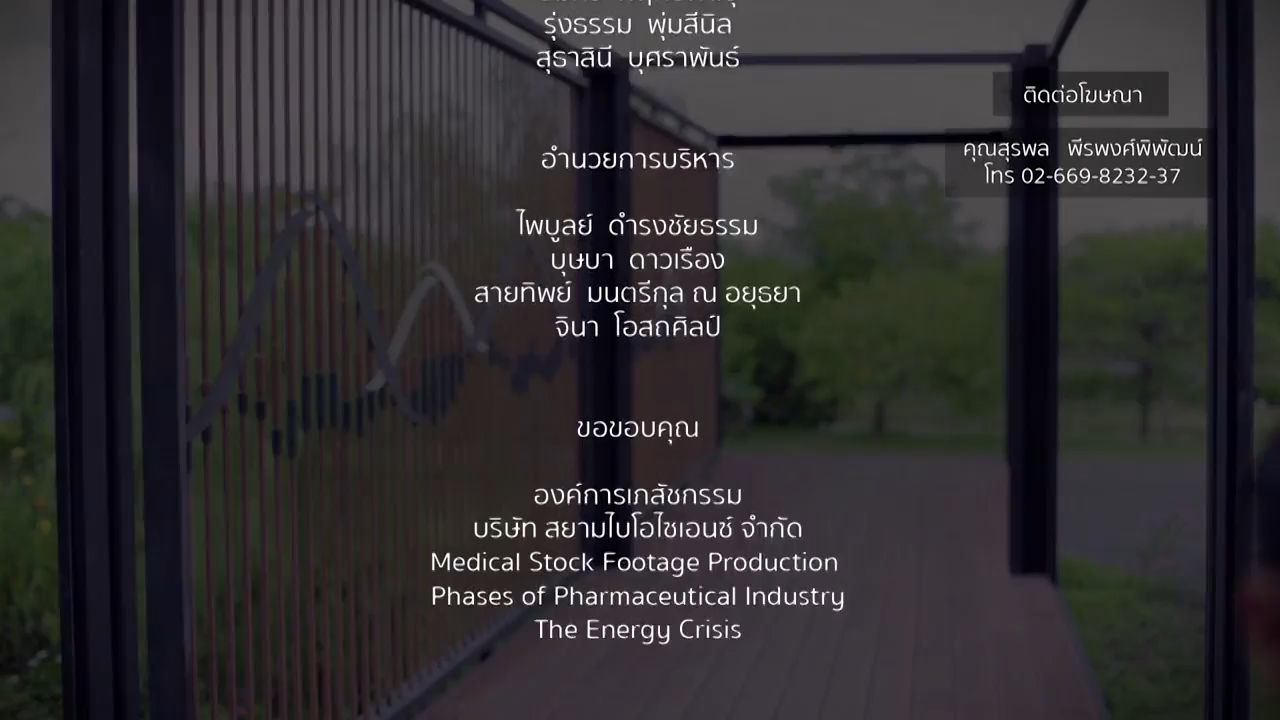 รุ่งธรรม พุ่มสีนิล
สุธาสินี บุศราพันธ์
อำนวยการบริหาร
ไพบูลย์ ดำรงชัยธรรม
บุษบา ดาวเรือง
สายทิพย์ มนตรีกุล ณ อยุธยา
จินา โอสถศิลป์
ขอขอบคุณ
องค์การเภสัชกรรม
บริษัท สยามไบโอไซเอนซ์ จำกัด
Medical Stock Footage Production
Phases of Pharmaceutical Industry
The Energy Crisis
ติดต่อโฆษณา
คุณสุรพล พีรพงศ์พิพัฒน์
โทร 02-669-8232-37